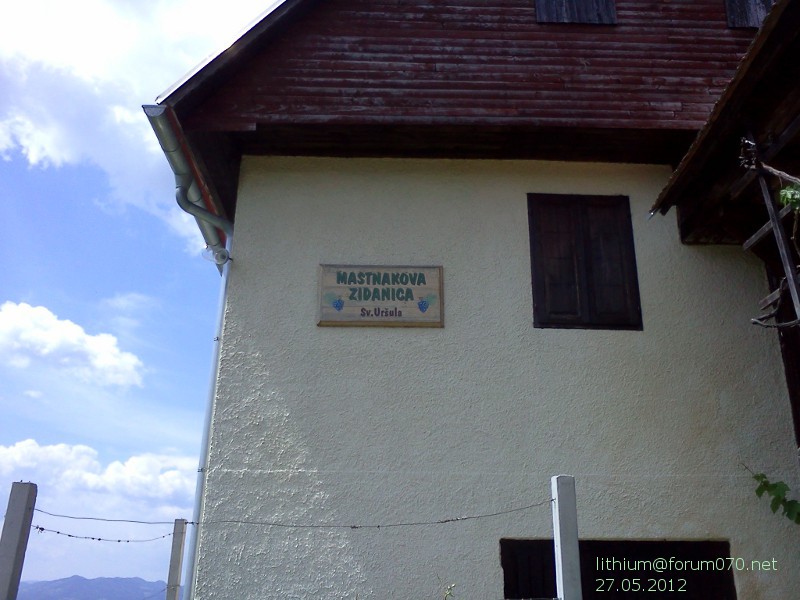 MASTNAKOVA
ZIDANICA
Sv. Uršula
lithium@forum070.net
27.05.2012